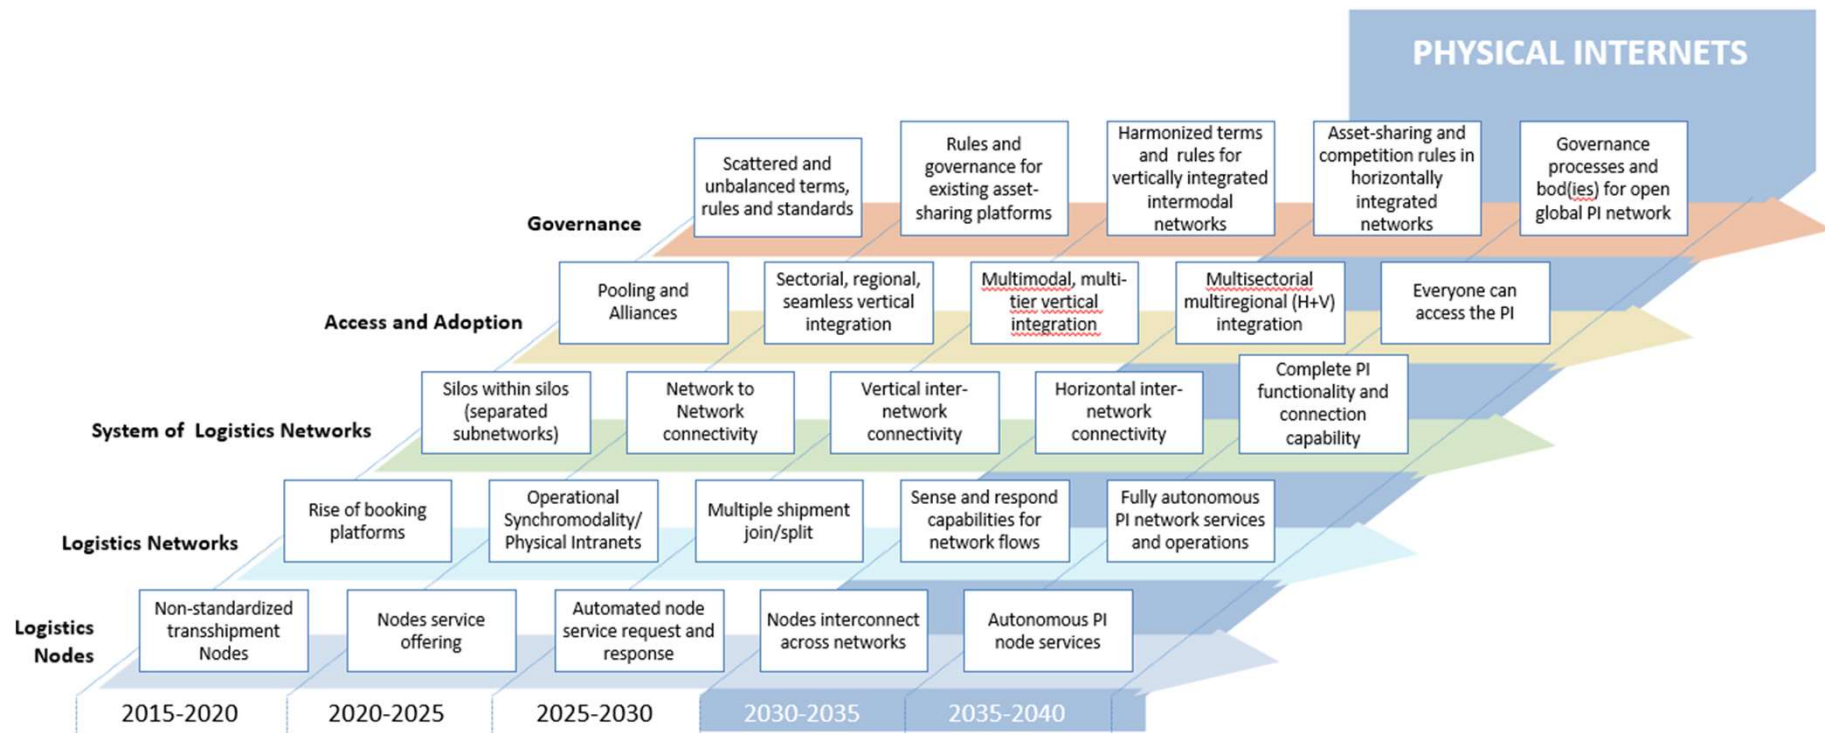 PHYSICAL INTERNETS
Governance
Scattered and
unbalanced terms,
rules and standards
Rules and
governance for
existing asset-
sharing platforms
Harmonized terms
and rules for
vertically integrated
intermodal
networks
Asset-sharing and
competition rules in
horizontally
integrated
networks
Governance
processes and
bod(ies) for open
global PI network
Access and Adoption
Pooling and
Alliances
Sectorial, regional,
seamless vertical
integration
Multimodal, multi-
tier vertical
integration
Multisectorial
multiregional (H+V)
integration
Everyone can
access the PI
System of Logistics Networks
Silos within silos
(separated
subnetworks)
Network to
Network
connectivity
Vertical inter-
network
connectivity
Horizontal inter-
network
connectivity
Complete PI
functionality and
connection
capability
Logistics Networks
Rise of booking
platforms
Operational
Synchromodality/
Physical Intranets
Multiple shipment
join/split
Sense and respond
capabilities for
network flows
Fully autonomous
PI network services
and operations
Logistics
Nodes
Non-standardized
transshipment
Nodes
Nodes service
offering
Automated node
service request and
response
Nodes interconnect
across networks
Autonomous PI
node services
2015-2020
2020-2025
2025-2030
2030-2035
2035-2040